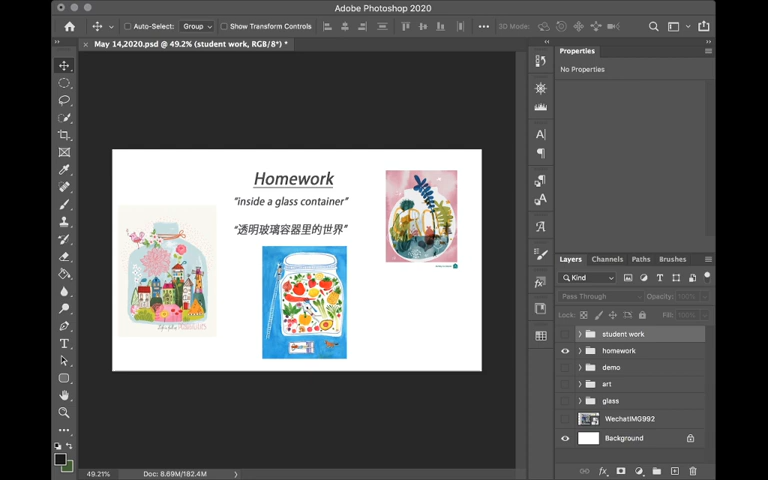 Adobe Photoshop 2020
Auto-Select: Group Show Transform Controls 3D Mode:
May 14,2020.psd @ 49.2% (student work, RGB/8*) *
Properties
No Properties
Homework
“inside a glass container”
“透明玻璃容器里的世界”
Layers Channels Paths Brushes
Kind
Pass Through Opacity: 100%
Lock: Fill: 100%
student work
homework
demo
art
glass
WechatIMG992
Background
49.21% Doc: 8.69M/182.4M